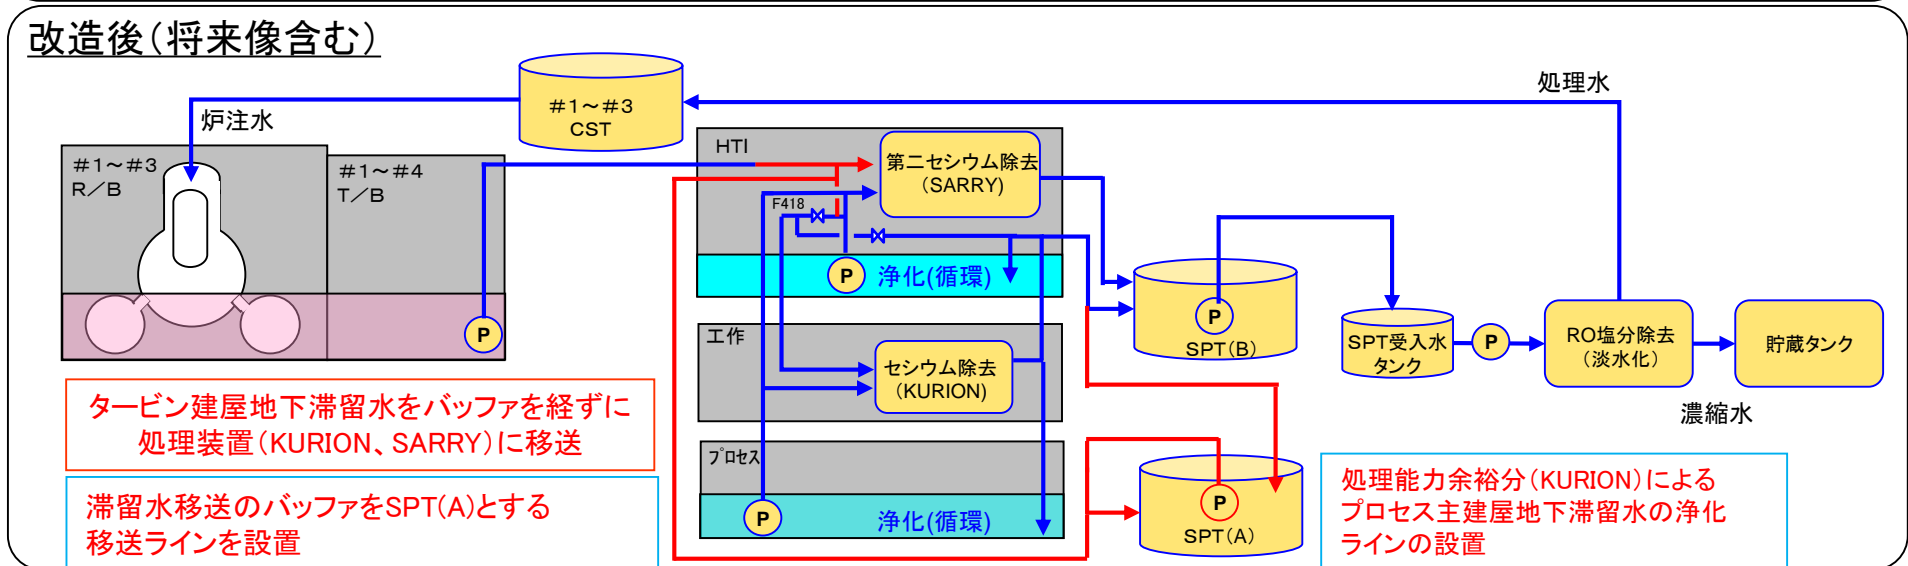 改造後(将来像含む)
#1~#3
CST
処理水
炉注水
#1~#3
R/B
#1~#4
T/B
HTI
第二セシウム除去
(SARRY)
F418
P
浄化(循環)
P
P
SPT(B)
SPT受入水
タンク
P
RO塩分除去
(淡水化)
貯蔵タンク
濃縮水
工作
セシウム除去
(KURION)
プロセス
P
浄化(循環)
P
SPT(A)
タービン建屋地下滞留水をバッファを経ずに
処理装置(KURION、SARRY)に移送
滞留水移送のバッファをSPT(A)とする
移送ラインを設置
処理能力余裕分(KURION)による
プロセス主建屋地下滞留水の浄化
ラインの設置